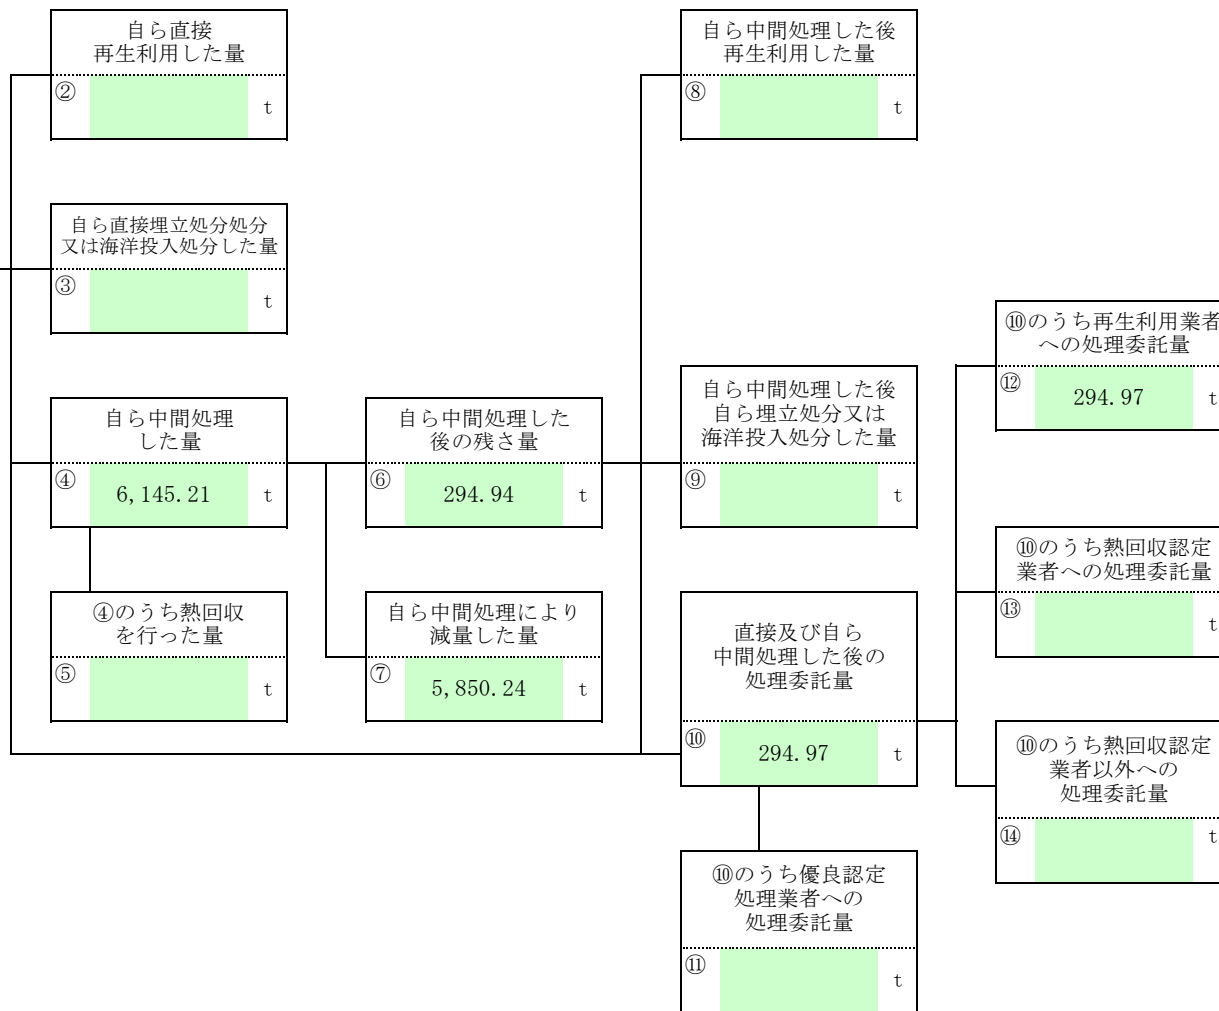 自ら直接
再生利用した量
②
t
自ら中間処理した後
再生利用した量
⑧
t
自ら直接埋立処分処分
又は海洋投入処分した量
③
t
⑩のうち再生利用業者
への処理委託量
⑫
294.97
t
自ら中間処理
した量
④
6,145.21
t
自ら中間処理した
後の残さ量
⑥
294.94
t
自ら中間処理した後
自ら埋立処分又は
海洋投入処分した量
⑨
t
⑩のうち熱回収認定
業者への処理委託量
⑬
t
④のうち熱回収
を行った量
⑤
t
自ら中間処理により
減量した量
⑦
5,850.24
t
直接及び自ら
中間処理した後の
処理委託量
⑩
294.97
t
⑩のうち熱回収認定
業者以外への
処理委託量
⑭
t
⑩のうち優良認定
処理業者への
処理委託量
⑪
t